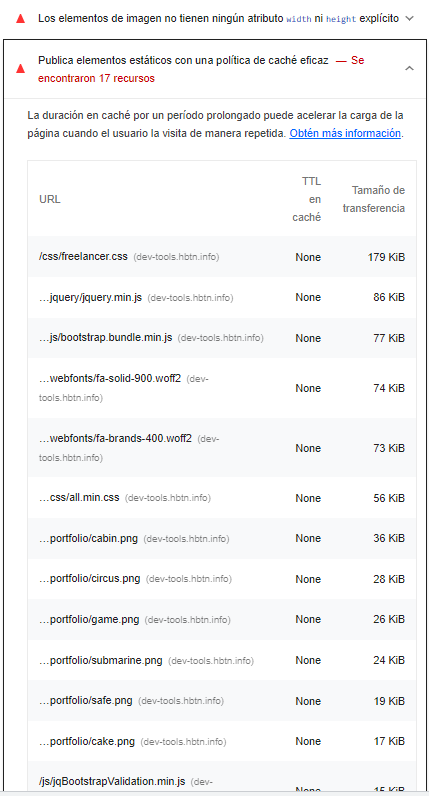 Los elementos de imagen no tienen ningún atributo width ni height explícito
Publica elementos estáticos con una política de caché eficaz — Se
encontraron 17 recursos
La duración en caché por un período prolongado puede acelerar la carga de la
página cuando el usuario la visita de manera repetida. Obtén más información.
URL
TTL
en
caché
Tamaño de
transferencia
/css/freelancer.css (dev-tools.hbtn.info) None 179 KiB
…jquery/jquery.min.js (dev-tools.hbtn.info) None 86 KiB
…js/bootstrap.bundle.min.js (dev-tools.hbtn.info) None 77 KiB
…webfonts/fa-solid-900.woff2 (dev-
tools.hbtn.info) None 74 KiB
…webfonts/fa-brands-400.woff2 (dev-
tools.hbtn.info) None 73 KiB
…css/all.min.css (dev-tools.hbtn.info) None 56 KiB
…portfolio/cabin.png (dev-tools.hbtn.info) None 36 KiB
…portfolio/circus.png (dev-tools.hbtn.info) None 28 KiB
…portfolio/game.png (dev-tools.hbtn.info) None 26 KiB
…portfolio/submarine.png (dev-tools.hbtn.info) None 24 KiB
…portfolio/safe.png (dev-tools.hbtn.info) None 19 KiB
…portfolio/cake.png (dev-tools.hbtn.info) None 17 KiB
/js/jqBootstrapValidation.min.js (dev-
None 15 KiB